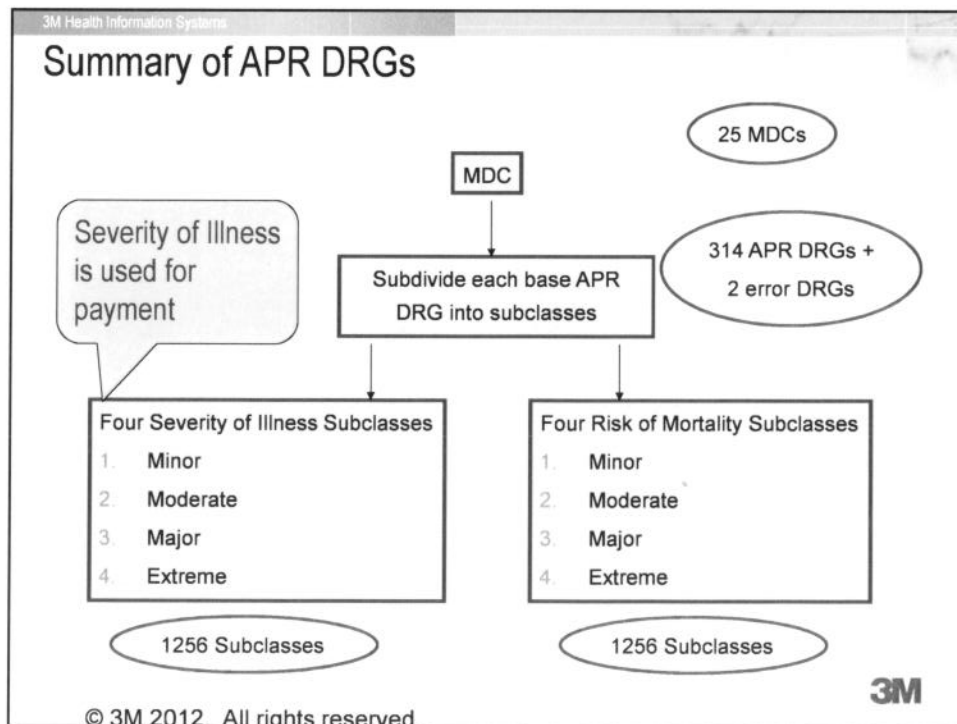 3M Health Information Systems
Summary of APR DRGs
25 MDCs
MDC
Severity of Illness
is used for
payment
Subdivide each base APR
DRG into subclasses
314 APR DRGs +
2 error DRGs
Four Severity of Illness Subclasses
1. Minor
2. Moderate
3. Major
4. Extreme
Four Risk of Mortality Subclasses
1. Minor
2. Moderate
3. Major
4. Extreme
1256 Subclasses
1256 Subclasses
3M
© 3M 2012. All rights reserved